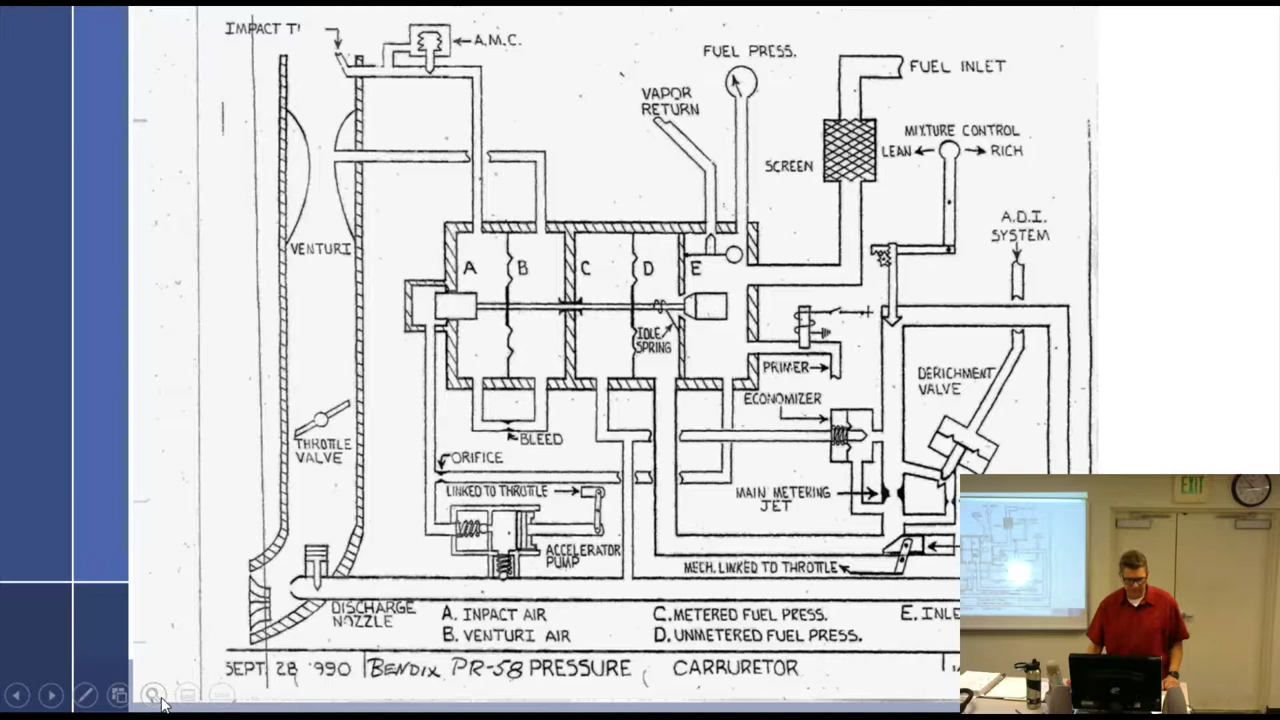 IMPACT T'
A.M.C.
FUEL PRESS.
FUEL INLET
VAPOR
RETURN
MIXTURE CONTROL
LEAN
RICH
SCREEN
A.D.I.
SYSTEM
VENTURI
A
B
C
D
E
IDLE
SPRING
PRIMER
DERICHMENT
VALVE
ECONOMIZER
THROTTLE
VALVE
BLEED
ORIFICE
LINKED TO THROTTLE
MAIN METERING
JET
EXIT
ACCELERATOR
PUMP
MECH. LINKED TO THROTTLE
DISCHARGE
NOZZLE
A. INPACT AIR
C. METERED FUEL PRESS.
E. INLE
B. VENTURI AIR
D. UNMETERED FUEL PRESS.
SEPT 28 '990 BENDIX PR-58 PRESSURE CARBURETOR